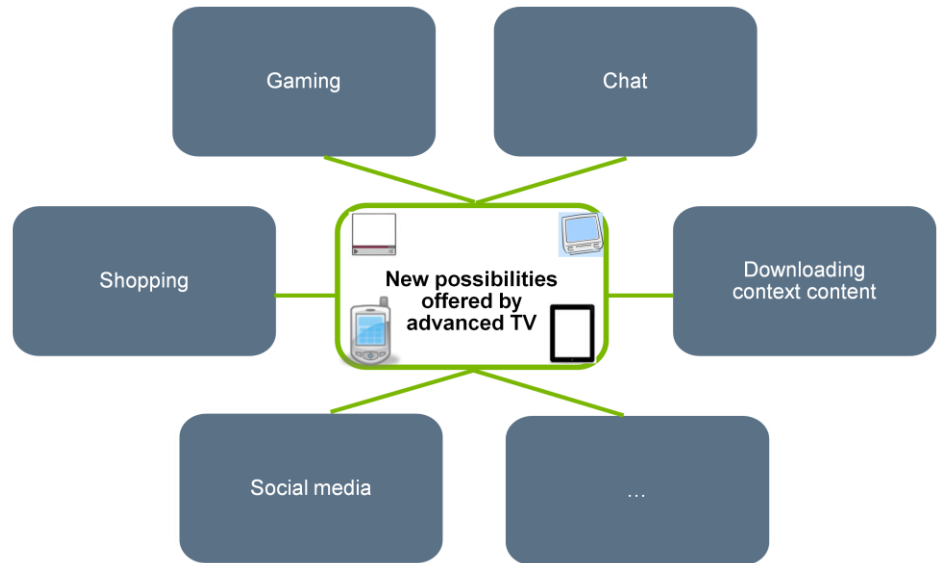 Gaming
Chat
Shopping
New possibilities
offered by
advanced TV
Downloading
context content
Social media
...